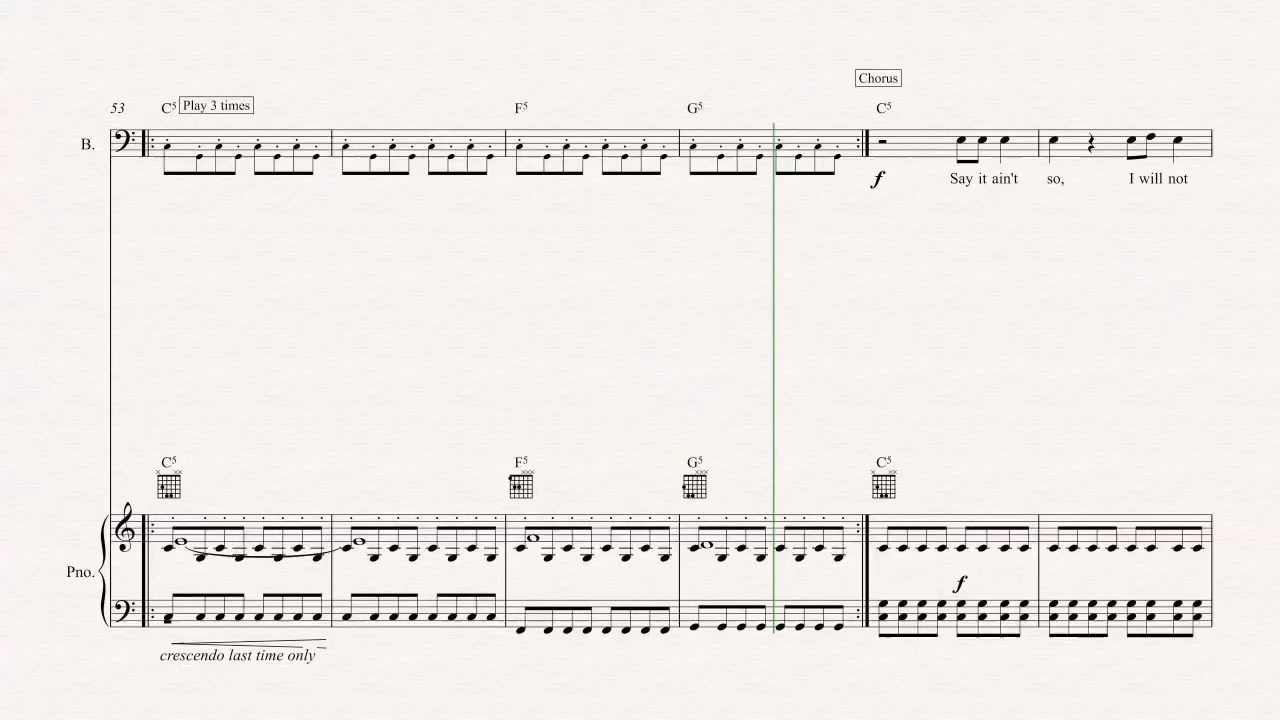 Chorus
53 C5 Play 3 times F5 G5 C5
B.
f Say it ain't so, I will not
C5 F5 G5 C5
Pno.
f
crescendo last time only